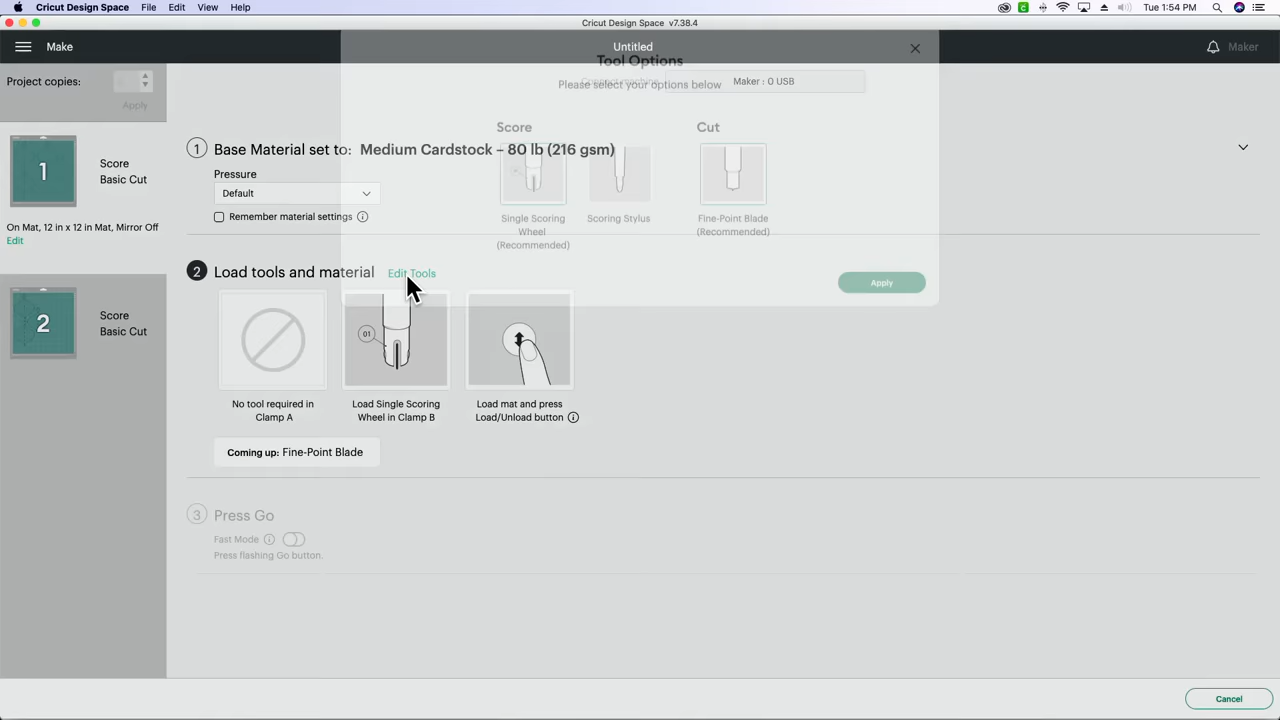 Cricut Design Space File Edit View Help
Tue 1:54 PM
Cricut Design Space v7.38.4
Make
Untitled
Maker
Tool Options
Project copies:
Please select your options below
Maker : 0 USB
Apply
Score
Cut
1
Score
Basic Cut
1 Base Material set to: Medium Cardstock – 80 lb (216 gsm)
Pressure
Default
Remember material settings
Single Scoring
Wheel
(Recommended)
Scoring Stylus
Fine-Point Blade
(Recommended)
On Mat, 12 in x 12 in Mat, Mirror Off
Edit
2 Load tools and material Edit Tools
Apply
2
Score
Basic Cut
01
No tool required in
Clamp A
Load Single Scoring
Wheel in Clamp B
Load mat and press
Load/Unload button
Coming up: Fine-Point Blade
3 Press Go
Fast Mode
Press flashing Go button.
Cancel